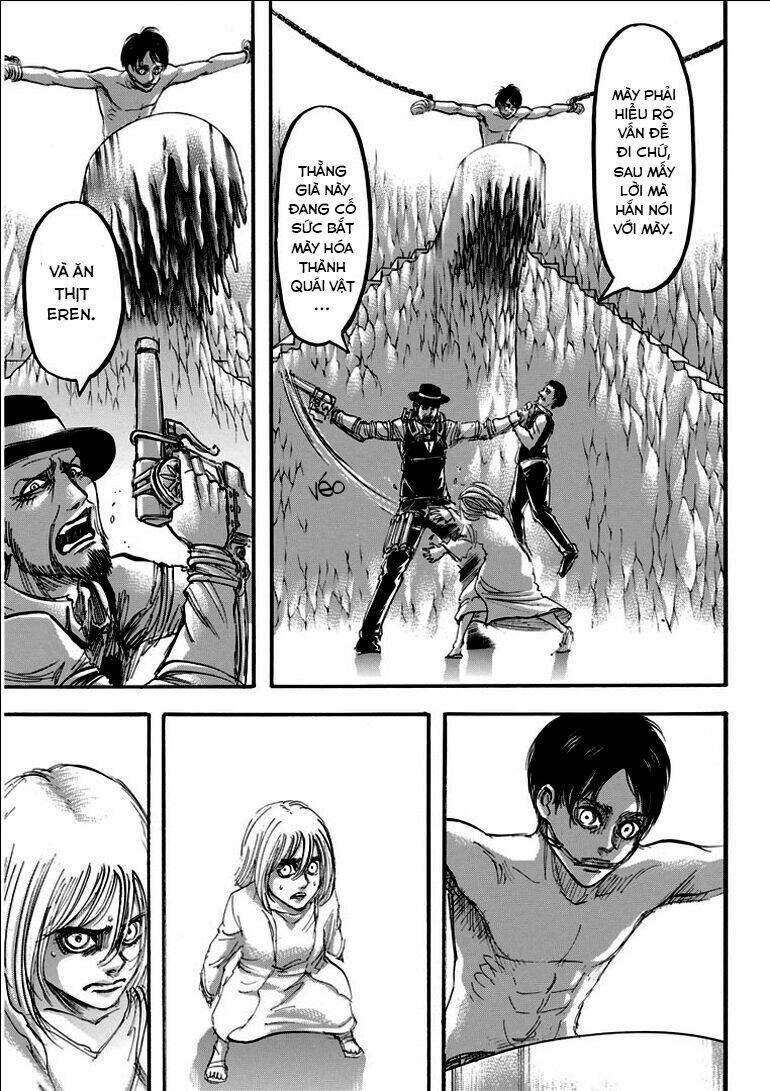 MÀY PHẢI
HIỂU RÕ
VẤN ĐỀ
ĐI CHỨ,
SAU MẤY
LỜI MÀ
HẮN NÓI
VỚI MÀY.
THẰNG
GIÀ NÀY
ĐANG CỐ
SỨC BẮT
MÀY HÓA
THÀNH
QUÁI VẬT
...
véo
VÀ ĂN
THỊT
EREN.